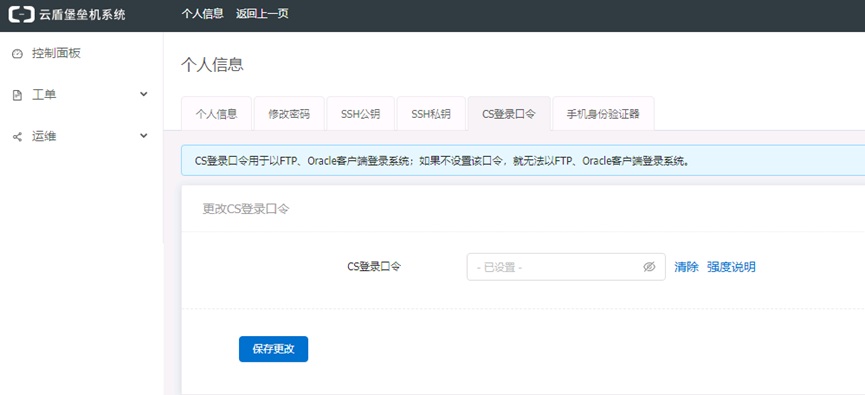 云盾堡垒机系统 个人信息 返回上一页
控制面板
工单
运维
个人信息
个人信息 修改密码 SSH公钥 SSH私钥 CS登录口令 手机身份验证器
CS登录口令用于以FTP、Oracle客户端登录系统；如果不设置该口令，就无法以FTP、Oracle客户端登录系统。
更改CS登录口令
CS登录口令 - 已设置 - 清除 强度说明
保存更改